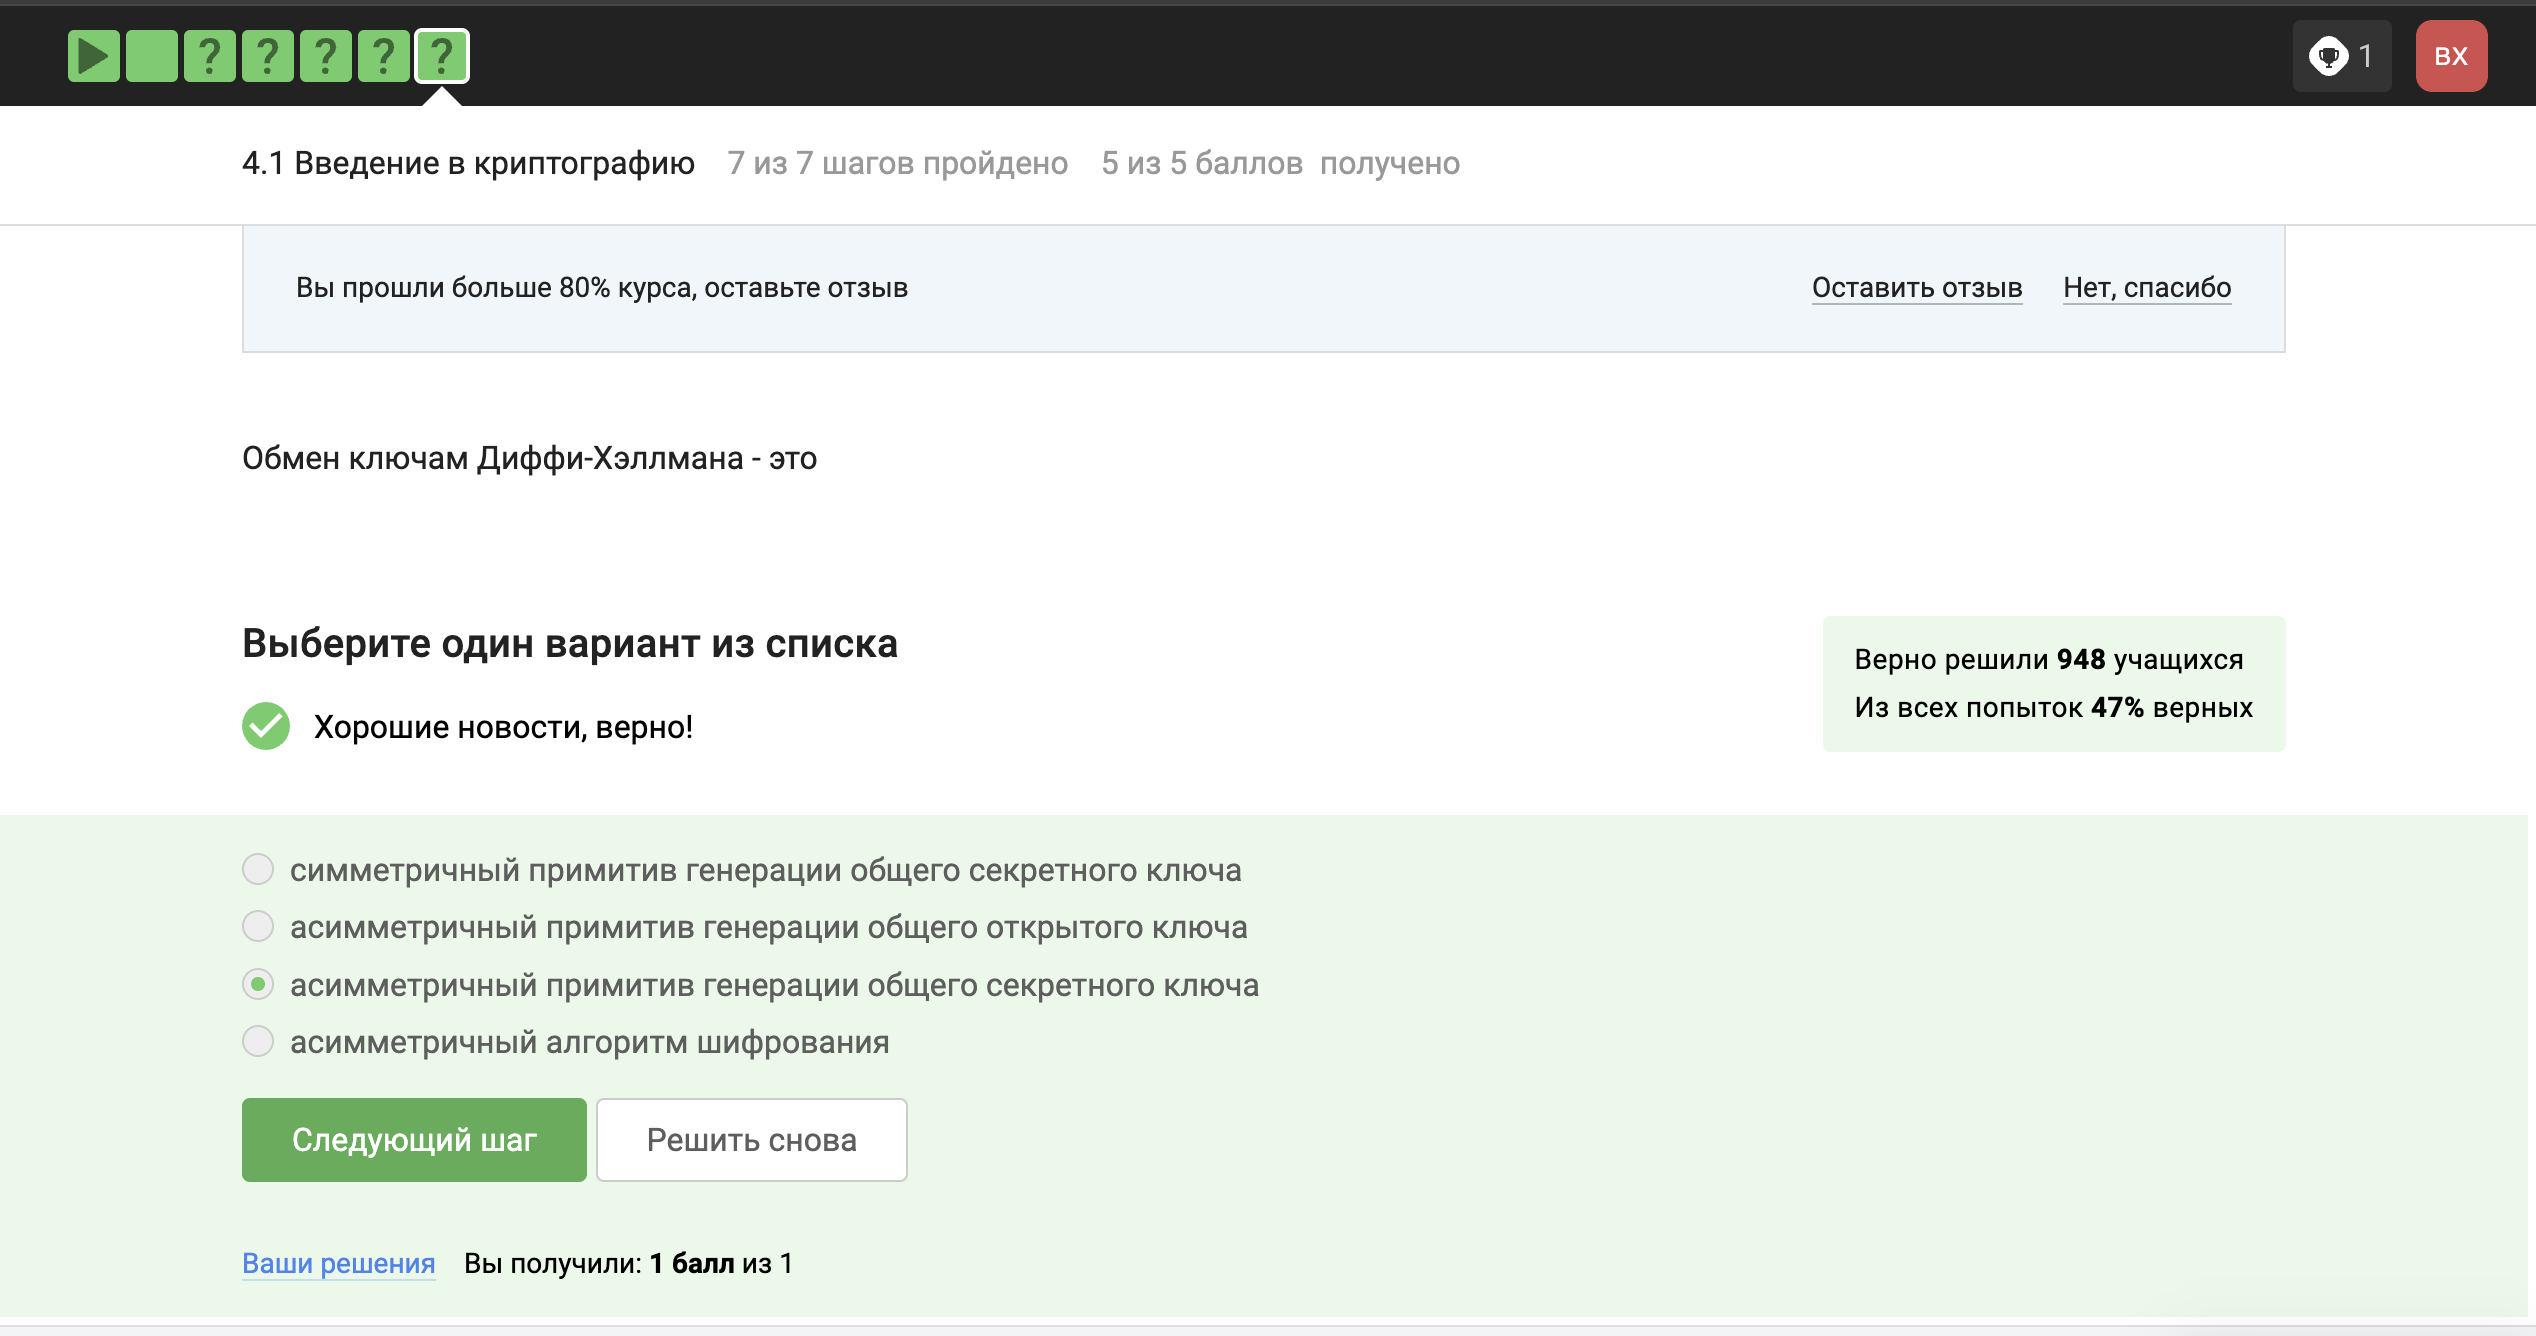 ? ? ? ? ?
1
ВХ
4.1 Введение в криптографию 7 из 7 шагов пройдено 5 из 5 баллов получено
Вы прошли больше 80% курса, оставьте отзыв Оставить отзыв Нет, спасибо
Обмен ключам Диффи-Хэллмана - это
Выберите один вариант из списка
Верно решили 948 учащихся
Из всех попыток 47% верных
Хорошие новости, верно!
симметричный примитив генерации общего секретного ключа
асимметричный примитив генерации общего открытого ключа
асимметричный примитив генерации общего секретного ключа
асимметричный алгоритм шифрования
Следующий шаг Решить снова
Ваши решения Вы получили: 1 балл из 1